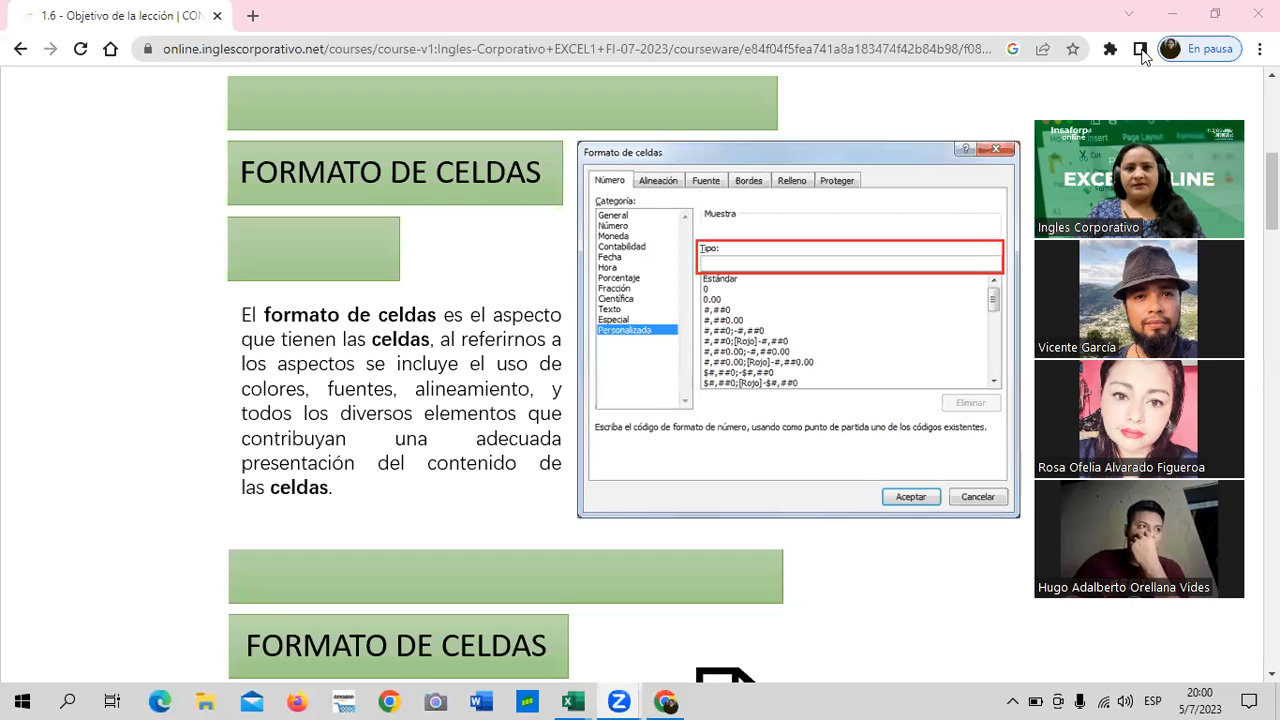 1.6 - Objetivo de la lección | CON
online.inglescorporativo.net/courses/course-v1:Ingles-Corporativo+EXCEL1+FI-07-2023/courseware/e84f04f5fea741a8a183474f42b84b98/f08...
En pausa
FORMATO DE CELDAS
El formato de celdas es el aspecto
que tienen las celdas, al referirnos a
los aspectos se incluye el uso de
colores, fuentes, alineamiento, y
todos los diversos elementos que
contribuyan una adecuada
presentación del contenido de
las celdas.
Formato de celdas
Número Alineación Fuente Bordes Relleno Proteger
Categoría:
General
Número
Moneda
Contabilidad
Fecha
Hora
Porcentaje
Fracción
Científica
Texto
Especial
Personalizada
Muestra
Tipo:
Estándar
0
0.00
#,##0
#,##0.00
#,##0;-#,##0
#,##0;[Rojo]-#,##0
#,##0.00;-#,##0.00
#,##0.00;[Rojo]-#,##0.00
$#,##0;-$#,##0
$#,##0;[Rojo]-$#,##0
Eliminar
Escriba el código de formato de número, usando como punto de partida uno de los códigos existentes.
Aceptar Cancelar
Insaforp
online
Insert Page Layout
EXCEL ONLINE
Ingles Corporativo
Vicente García
Rosa Ofelia Alvarado Figueroa
Hugo Adalberto Orellana Vides
FORMATO DE CELDAS
ESP
20:00
5/7/2023